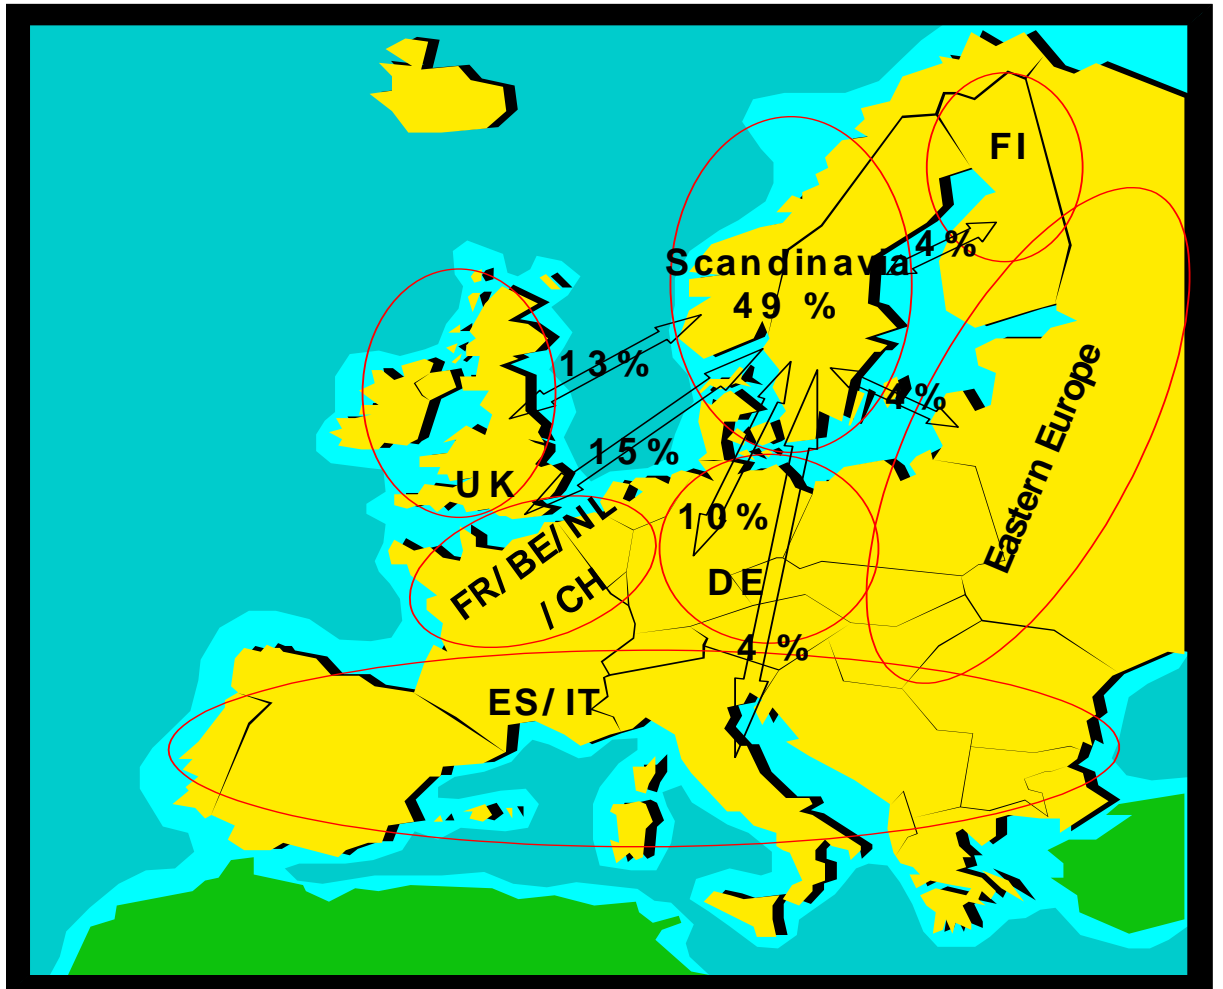 FI
4%
Scandinavia
49 %
13%
4%
15%
UK
10%
FR/ BE/ NL
/ CH
DE
Eastern Europe
4 %
ES/ IT